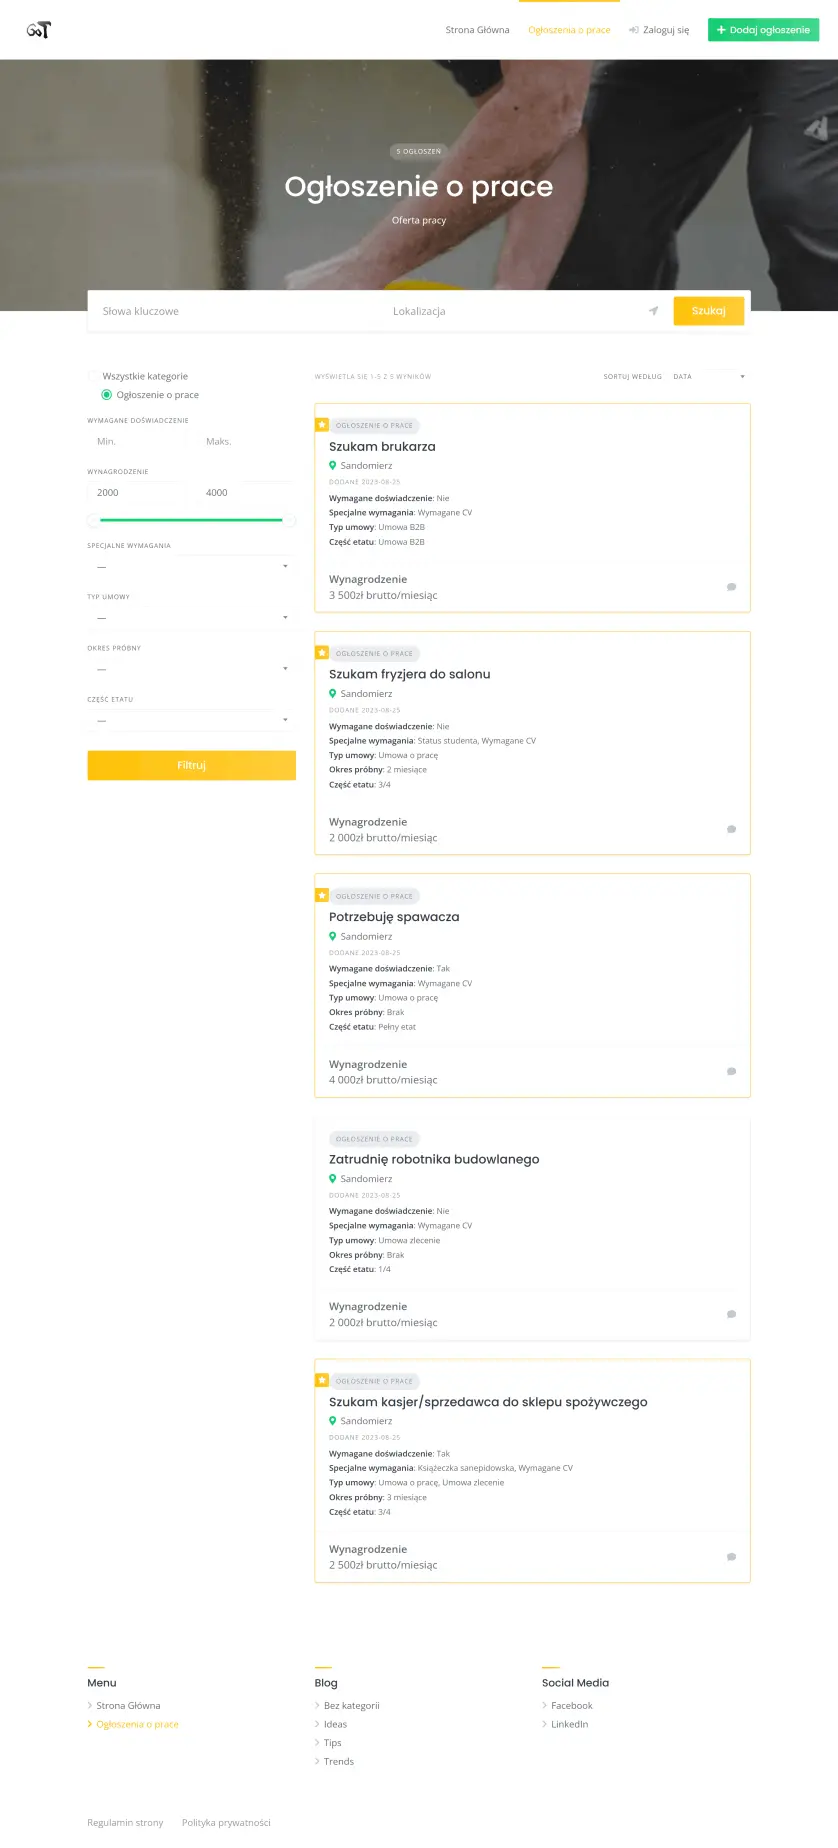 GoT
Strona Główna
Ogłoszenia o prace
Zaloguj się
Dodaj ogłoszenie
5 OGŁOSZEŃ
Ogłoszenie o prace
Oferta pracy
Słowa kluczowe
Lokalizacja
Szukaj
Wszystkie kategorie
Ogłoszenie o prace
WYMAGANE DOŚWIADCZENIE
Min.
Maks.
WYNAGRODZENIE
2000
4000
SPECJALNE WYMAGANIA
—
TYP UMOWY
—
OKRES PRÓBNY
—
CZĘŚĆ ETATU
—
Filtruj
WYŚWIETLA SIĘ 1-5 Z 5 WYNIKÓW
SORTUJ WEDŁUG DATA
OGŁOSZENIE O PRACE
Szukam brukarza
Sandomierz
DODANE 2023-08-25
Wymagane doświadczenie: Nie
Specjalne wymagania: Wymagane CV
Typ umowy: Umowa B2B
Część etatu: Umowa B2B
Wynagrodzenie
3 500zł brutto/miesiąc
OGŁOSZENIE O PRACE
Szukam fryzjera do salonu
Sandomierz
DODANE 2023-08-25
Wymagane doświadczenie: Nie
Specjalne wymagania: Status studenta, Wymagane CV
Typ umowy: Umowa o pracę
Okres próbny: 2 miesiące
Część etatu: 3/4
Wynagrodzenie
2 000zł brutto/miesiąc
OGŁOSZENIE O PRACE
Potrzebuję spawacza
Sandomierz
DODANE 2023-08-25
Wymagane doświadczenie: Tak
Specjalne wymagania: Wymagane CV
Typ umowy: Umowa o pracę
Okres próbny: Brak
Część etatu: Pełny etat
Wynagrodzenie
4 000zł brutto/miesiąc
OGŁOSZENIE O PRACE
Zatrudnię robotnika budowlanego
Sandomierz
DODANE 2023-08-25
Wymagane doświadczenie: Nie
Specjalne wymagania: Wymagane CV
Typ umowy: Umowa zlecenie
Okres próbny: Brak
Część etatu: 1/4
Wynagrodzenie
2 000zł brutto/miesiąc
OGŁOSZENIE O PRACE
Szukam kasjer/sprzedawca do sklepu spożywczego
Sandomierz
DODANE 2023-08-25
Wymagane doświadczenie: Tak
Specjalne wymagania: Książeczka sanepidowska, Wymagane CV
Typ umowy: Umowa o pracę, Umowa zlecenie
Okres próbny: 3 miesiące
Część etatu: 3/4
Wynagrodzenie
2 500zł brutto/miesiąc
Menu
Strona Główna
Ogłoszenia o prace
Blog
Bez kategorii
Ideas
Tips
Trends
Social Media
Facebook
LinkedIn
Regulamin strony
Polityka prywatności